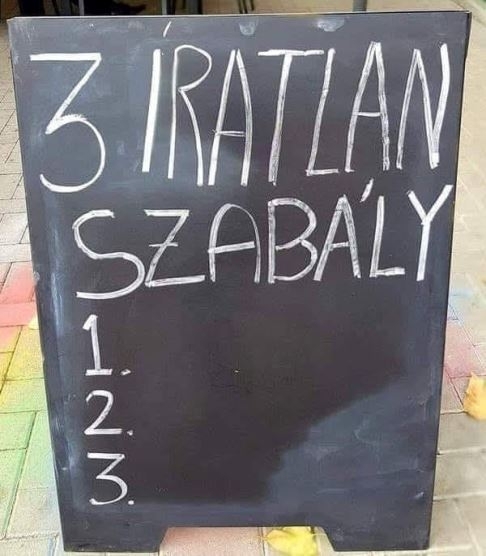 3 ÍRATLAN
SZABÁLY
1.
2.
3.